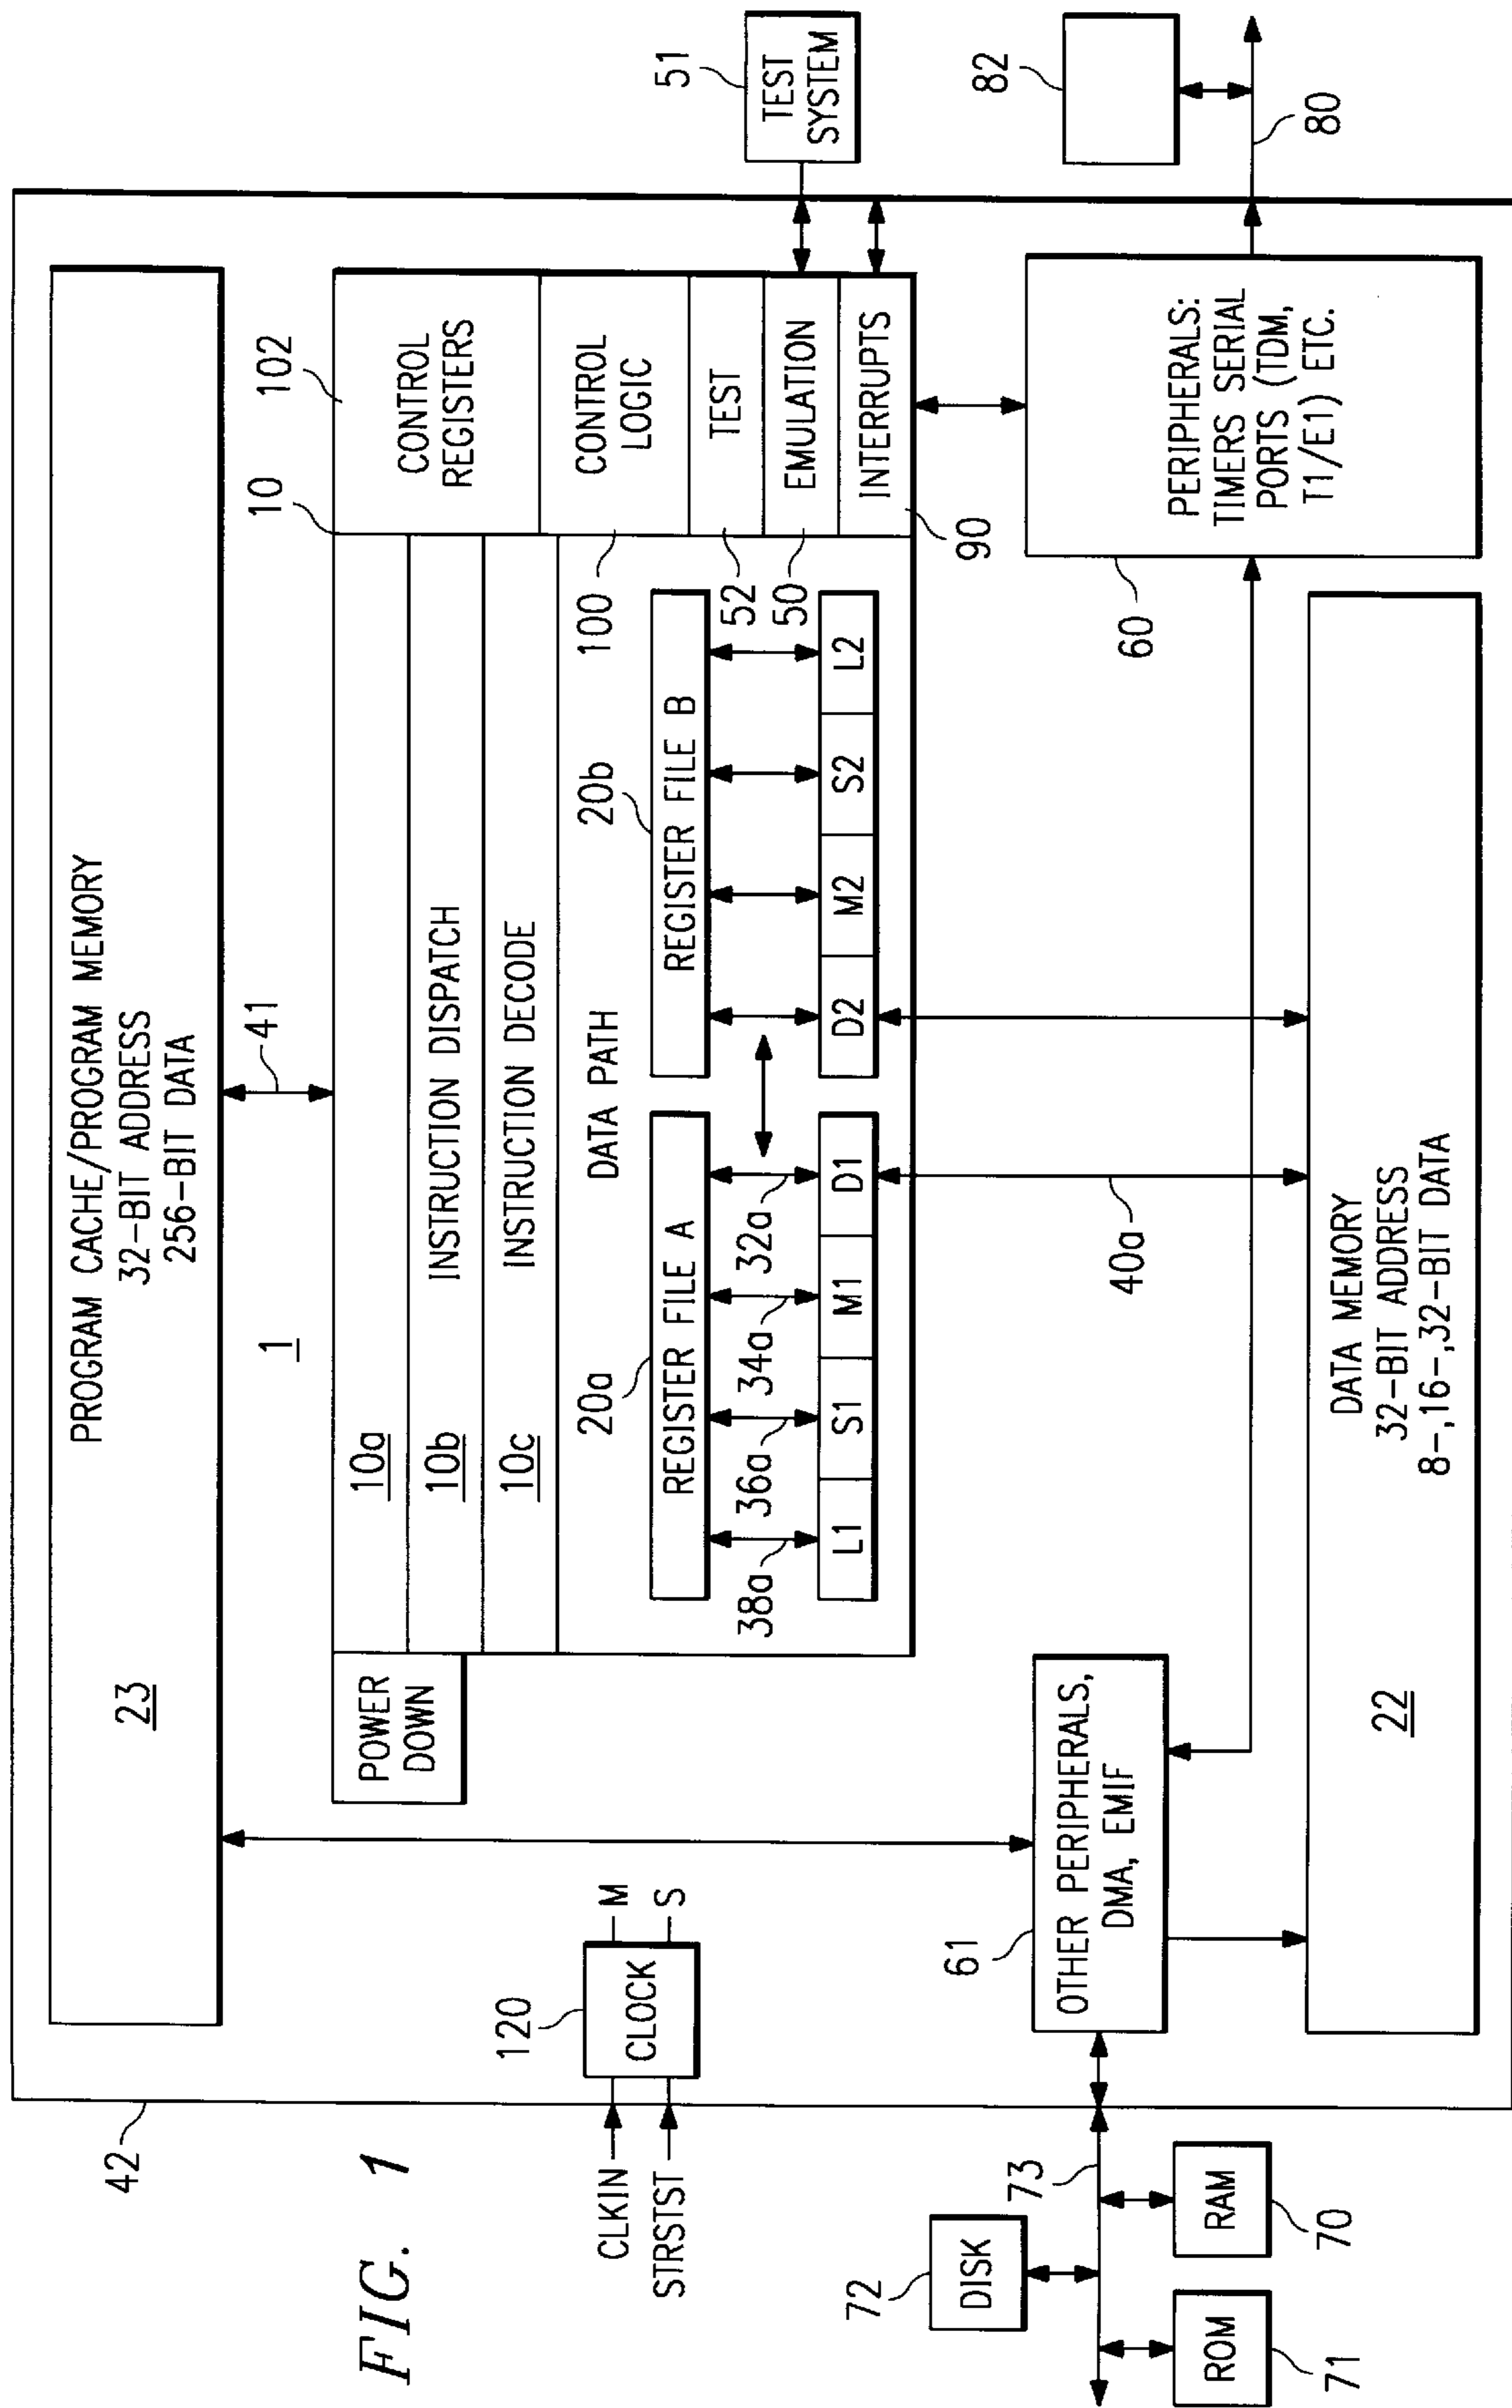 PROGRAM CACHE/PROGRAM MEMORY
32-BIT ADDRESS
256-BIT DATA
23
42
41
1
POWER
DOWN
10
102
10a
10b
INSTRUCTION DISPATCH
10c
INSTRUCTION DECODE
DATA PATH
CONTROL
REGISTERS
CONTROL
LOGIC
TEST
EMULATION
INTERRUPTS
100
52
50
90
20a
REGISTER FILE A
20b
REGISTER FILE B
38a
36a
34a
32a
L1
S1
M1
D1
D2
M2
S2
L2
TEST
SYSTEM
51
120
CLOCK
CLKIN
STRSTST
M
S
61
OTHER PERIPHERALS,
DMA, EMIF
40a
60
PERIPHERALS:
TIMERS SERIAL
PORTS (TDM,
T1/E1) ETC.
82
80
DATA MEMORY
32-BIT ADDRESS
8-,16-,32-BIT DATA
22
72
DISK
73
ROM
71
RAM
70
FIG. 1